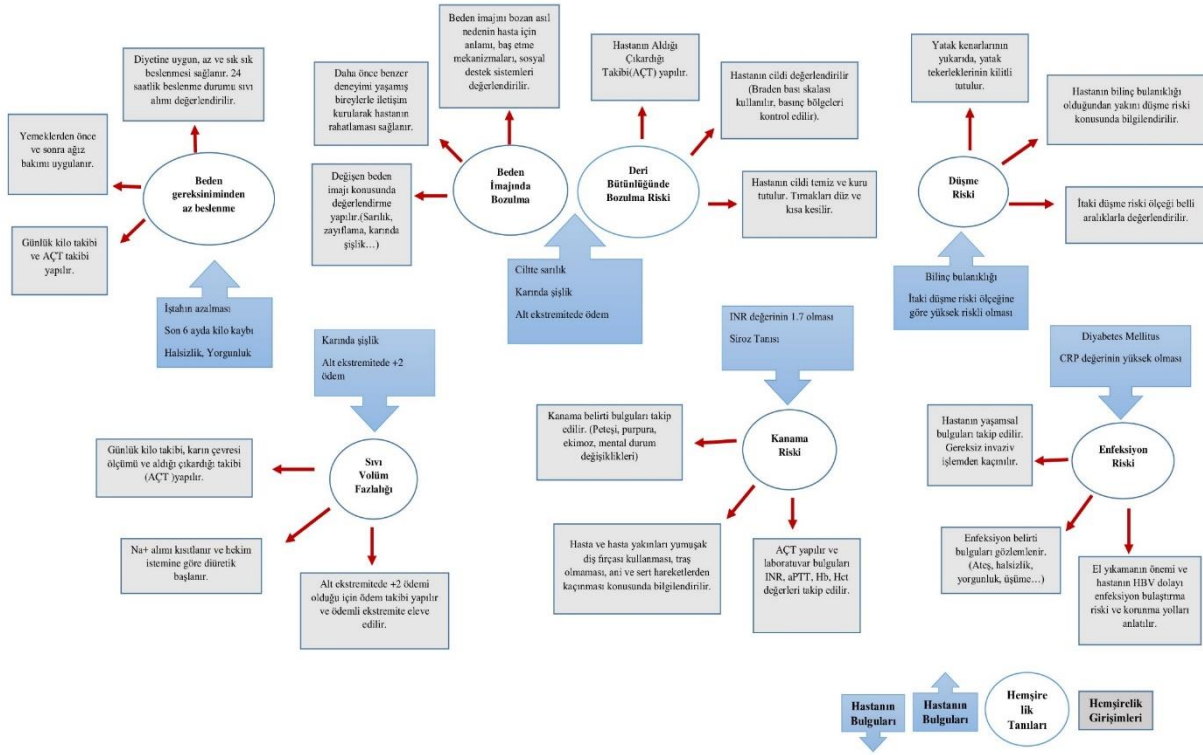 Diyetine uygun, az ve sık sık
beslenmesi sağlanır. 24
saatlik beslenme durumu sıvı
alımı değerlendirilir.
Yemeklerden önce
ve sonra ağız
bakımı uygulanır.
Günlük kilo takibi
ve AÇT takibi
yapılır.
Beden
gereksiniminden
az beslenme
İştahın azalması
Son 6 ayda kilo kaybı
Halsizlik, Yorgunluk
Beden imajını bozan asıl
nedenin hasta için
anlamı, baş etme
mekanizmaları, sosyal
destek sistemleri
değerlendirilir.
Daha önce benzer
deneyimi yaşamış
bireylerle iletişim
kurularak hastanın
rahatlaması sağlanır.
Değişen beden
imajı konusunda
değerlendirme
yapılır.(Sarılık,
zayıflama, karında
şişlik…)
Beden
İmajında
Bozulma
Hastanın Aldığı
Çıkardığı
Takibi(AÇT) yapılır.
Hastanın cildi değerlendirilir
(Braden bası skalası
kullanılır, basınç bölgeleri
kontrol edilir).
Hastanın cildi temiz ve kuru
tutulur. Tırnakları düz ve
kısa kesilir.
Deri
Bütünlüğünde
Bozulma Riski
Ciltte sarılık
Karında şişlik
Alt ekstremitede ödem
Yatak kenarlarının
yukarıda, yatak
tekerleklerinin kilitli
tutulur.
Hastanın bilinç bulanıklığı
olduğundan yakını düşme riski
konusunda bilgilendirilir.
İtaki düşme riski ölçeği belli
aralıklarla değerlendirilir.
Düşme
Riski
Bilinç bulanıklığı
İtaki düşme riski ölçeğine
göre yüksek riskli olması
Karında şişlik
Alt ekstremitede +2
ödem
Sıvı
Volüm
Fazlalığı
Günlük kilo takibi, karın çevresi
ölçümü ve aldığı çıkardığı takibi
(AÇT )yapılır.
Na+ alımı kısıtlanır ve hekim
istemine göre diüretik
başlanır.
Alt ekstremitede +2 ödemi
olduğu için ödem takibi yapılır
ve ödemli ekstremite eleve
edilir.
INR değerinin 1.7 olması
Siroz Tanısı
Kanama
Riski
Kanama belirti bulguları takip
edilir. (Peteşi, purpura,
ekimoz, mental durum
değişiklikleri)
Hasta ve hasta yakınları yumuşak
diş fırçası kullanması, traş
olmaması, ani ve sert hareketlerden
kaçınması konusunda bilgilendirilir.
AÇT yapılır ve
laboratuvar bulguları
INR, aPTT, Hb, Hct
değerleri takip edilir.
Diyabetes Mellitus
CRP değerinin yüksek olması
Enfeksiyon
Riski
Hastanın yaşamsal
bulguları takip edilir.
Gereksiz invaziv
işlemden kaçınılır.
Enfeksiyon belirti
bulguları gözlemlenir.
(Ateş, halsizlik,
yorgunluk, üşüme…)
El yıkamanın önemi ve
hastanın HBV dolayı
enfeksiyon bulaştırma
riski ve korunma yolları
anlatılır.
Hastanın
Bulguları
Hastanın
Bulguları
Hemşire
lik
Tanıları
Hemşirelik
Girişimleri